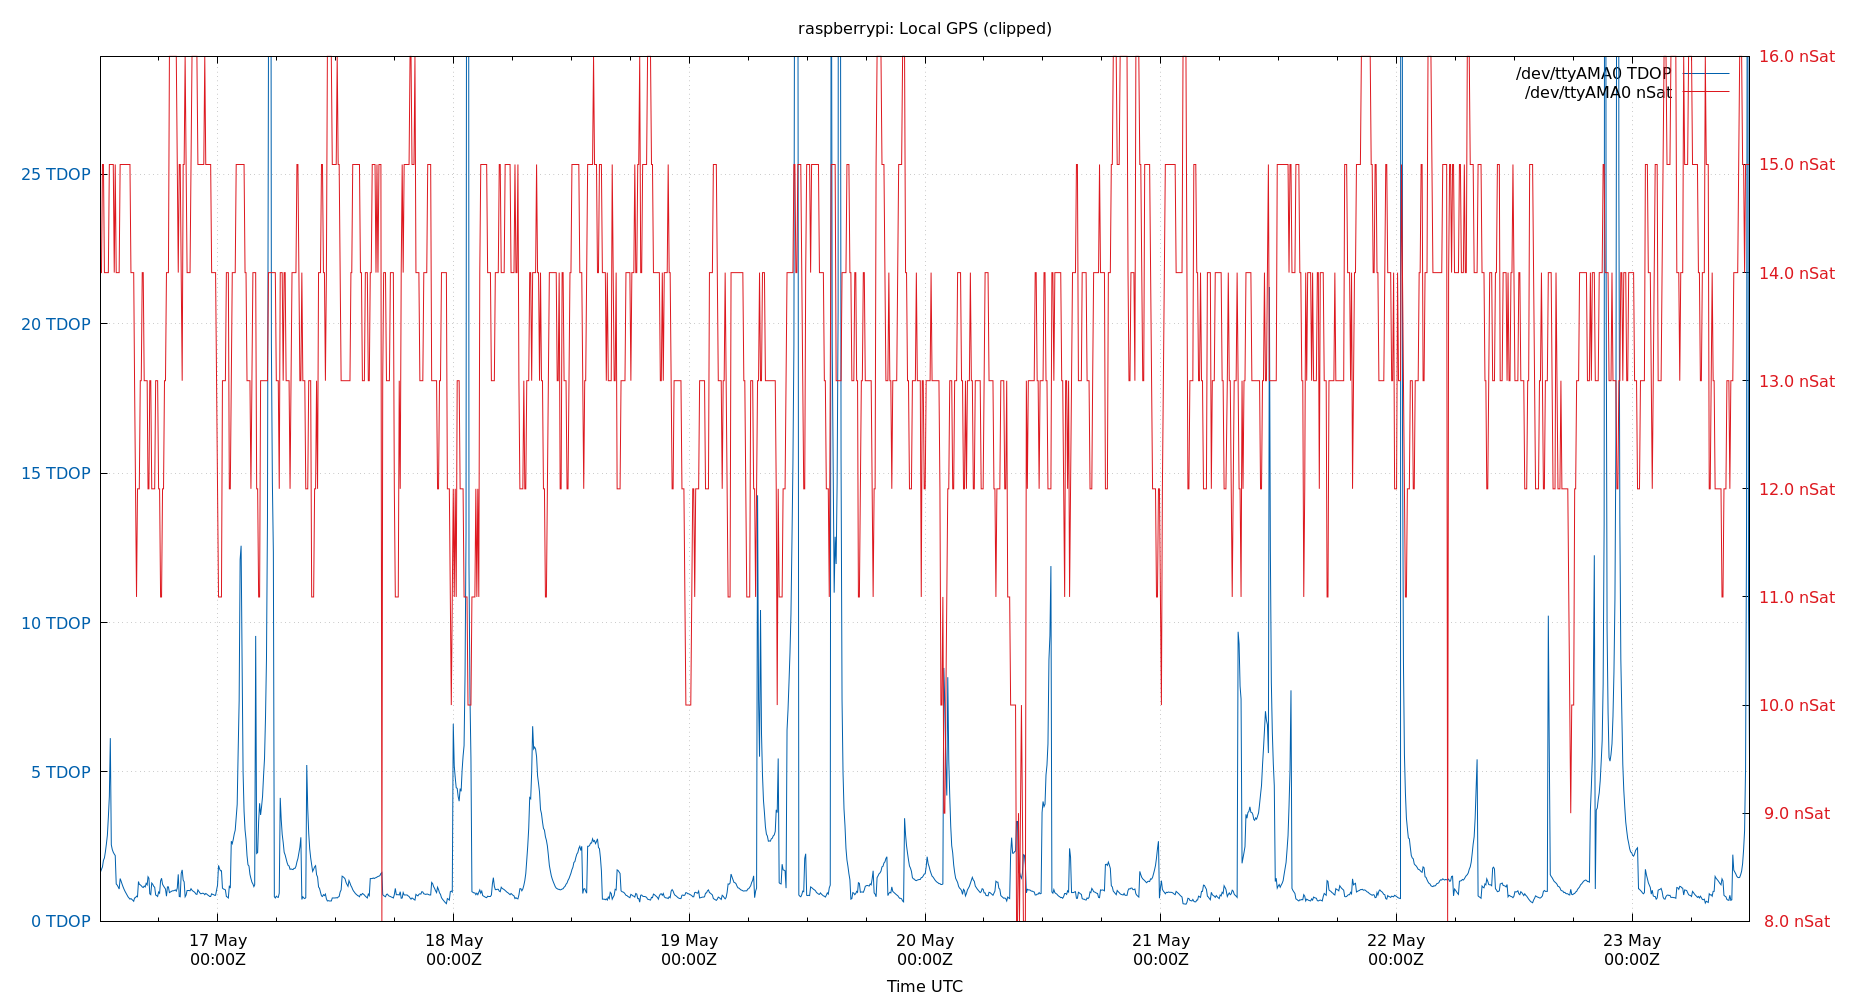 raspberrypi: Local GPS (clipped)
/dev/ttyAMA0 TDOP
/dev/ttyAMA0 nSat
25 TDOP
20 TDOP
15 TDOP
10 TDOP
5 TDOP
0 TDOP
16.0 nSat
15.0 nSat
14.0 nSat
13.0 nSat
12.0 nSat
11.0 nSat
10.0 nSat
9.0 nSat
8.0 nSat
17 May
00:00Z
18 May
00:00Z
19 May
00:00Z
20 May
00:00Z
21 May
00:00Z
22 May
00:00Z
23 May
00:00Z
Time UTC